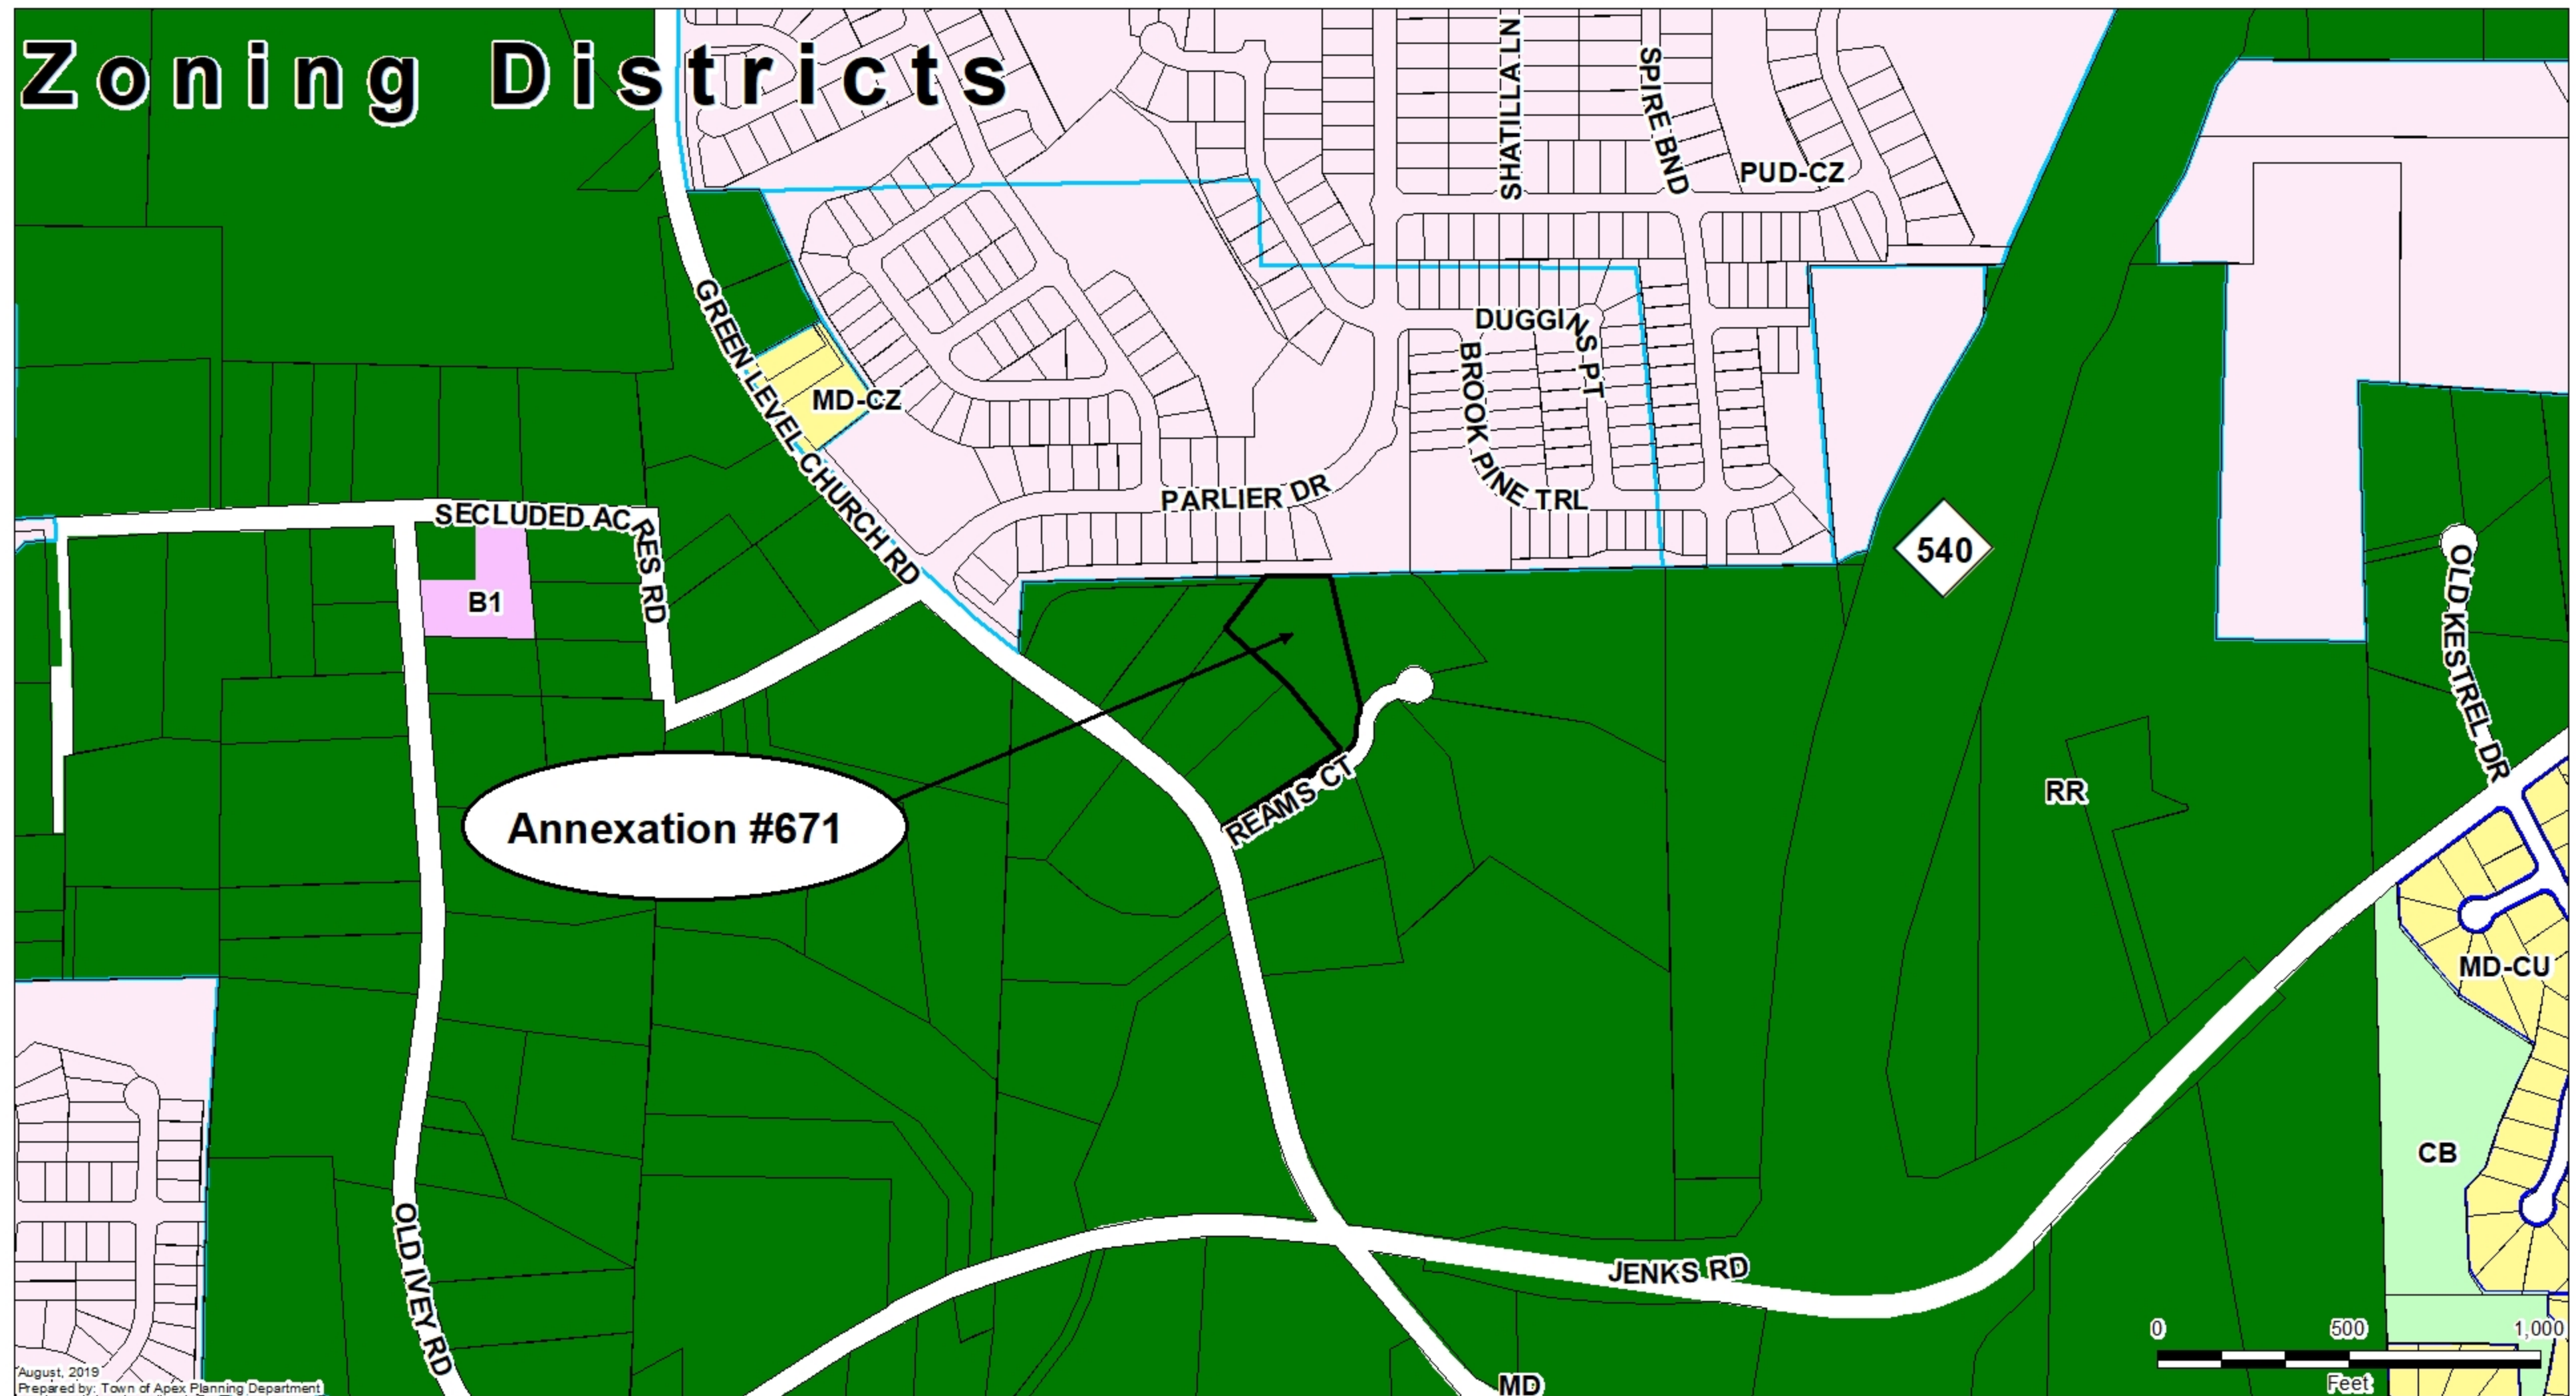 Zoning Districts
SHATILLA LN
SPIRE BND
PUD-CZ
GREEN LEVEL CHURCH RD
DUGGINS PT
BROOK PINE TRL
MD-CZ
PARLIER DR
SECLUDED ACRES RD
540
B1
OLD KESTREL DR
REAMS CT
RR
Annexation #671
MD-CU
CB
OLD IVEY RD
JENKS RD
MD
0 500 1,000
Feet
August, 2019
Prepared by: Town of Apex Planning Department